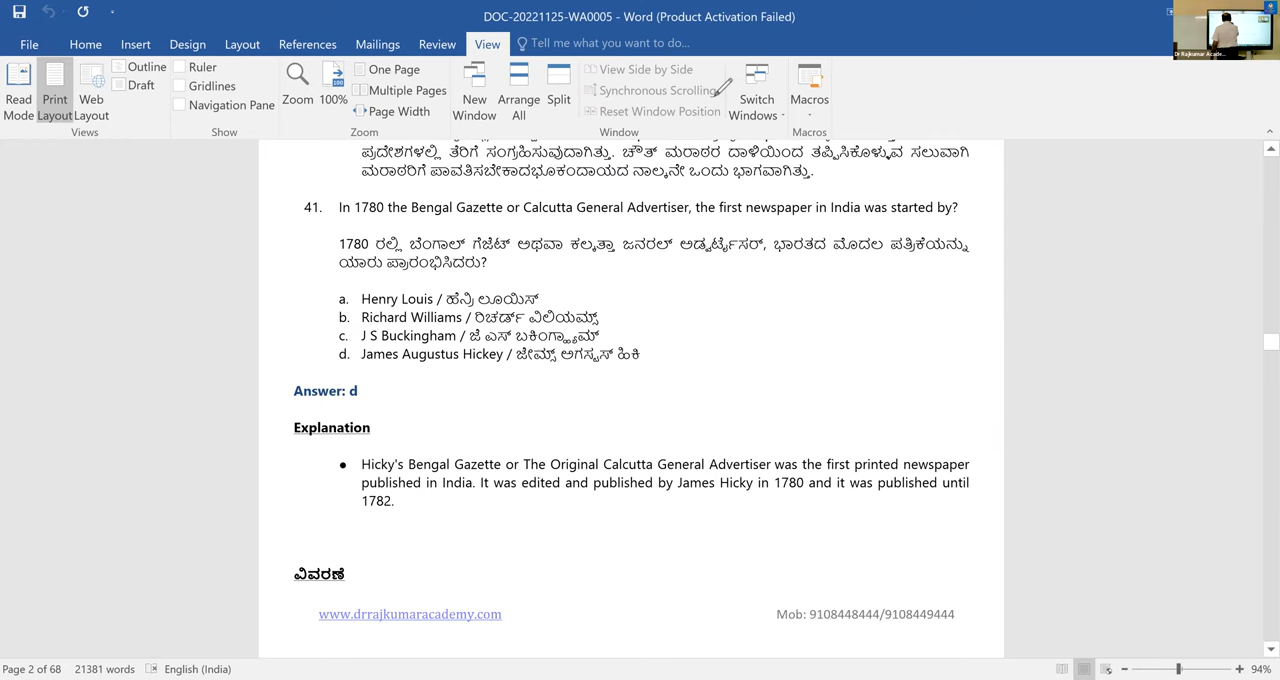 DOC-20221125-WA0005 - Word (Product Activation Failed)
File Home Insert Design Layout References Mailings Review View Tell me what you want to do...
Read Mode
Print Layout
Web Layout
Outline
Draft
Views
Ruler
Gridlines
Navigation Pane
Show
Zoom
100%
One Page
Multiple Pages
Page Width
Zoom
New Window
Arrange All
Split
View Side by Side
Synchronous Scrolling
Reset Window Position
Window
Switch Windows
Macros
Macros
ಪ್ರದೇಶಗಳಲ್ಲಿ ತೆರಿಗೆ ಸಂಗ್ರಹಿಸುವುದಾಗಿತ್ತು. ಚೌತ್ ಮರಾಠರ ದಾಳಿಯಿಂದ ತಪ್ಪಿಸಿಕೊಳ್ಳುವ ಸಲುವಾಗಿ
ಮರಾಠರಿಗೆ ಪಾವತಿಸಬೇಕಾದಭೂಕಂದಾಯದ ನಾಲ್ಕನೇ ಒಂದು ಭಾಗವಾಗಿತ್ತು.
41. In 1780 the Bengal Gazette or Calcutta General Advertiser, the first newspaper in India was started by?
1780 ರಲ್ಲಿ ಬೆಂಗಾಲ್ ಗೆಜೆಟ್ ಅಥವಾ ಕಲ್ಕತ್ತಾ ಜನರಲ್ ಅಡ್ವರ್ಟೈಸರ್, ಭಾರತದ ಮೊದಲ ಪತ್ರಿಕೆಯನ್ನು
ಯಾರು ಪ್ರಾರಂಭಿಸಿದರು?
a. Henry Louis / ಹೆನ್ರಿ ಲೂಯಿಸ್
b. Richard Williams / ರಿಚರ್ಡ್ ವಿಲಿಯಮ್ಸ್
c. J S Buckingham / ಜೆ ಎಸ್ ಬಕಿಂಗ್ಹ್ಯಾಮ್
d. James Augustus Hickey / ಜೇಮ್ಸ್ ಅಗಸ್ಟಸ್ ಹಿಕಿ
Answer: d
Explanation
● Hicky's Bengal Gazette or The Original Calcutta General Advertiser was the first printed newspaper
published in India. It was edited and published by James Hicky in 1780 and it was published until
1782.
ವಿವರಣೆ
www.drrajkumaracademy.com Mob: 9108448444/9108449444
Page 2 of 68 21381 words English (India) 94%
Dr Rajkumar Acade...